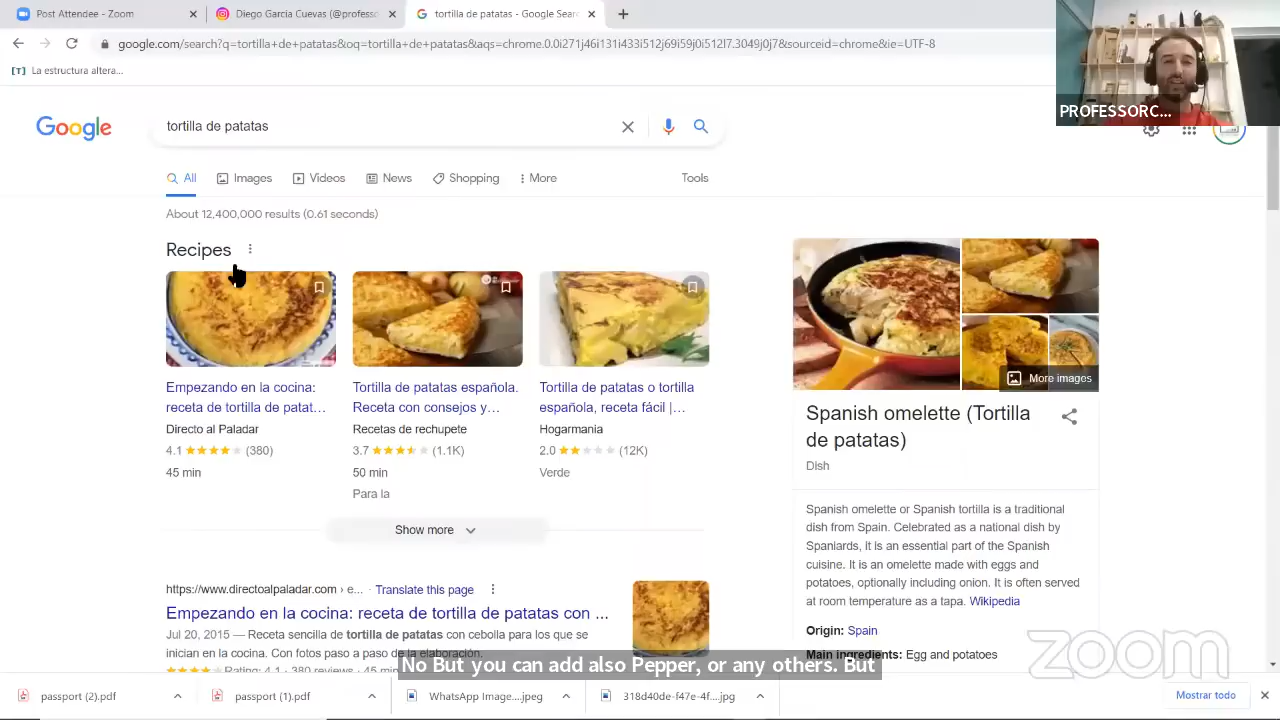 Post Attendee - Zoom
Diego García Cuevas (@professo
tortilla de patatas - Google Sear
google.com/search?q=tortilla+de+patatas&oq=tortilla+de+patatas&aqs=chrome.0.0i271j46i131i433i512j69i59j0i512l7.3049j0j7&sourceid=chrome&ie=UTF-8
[T] La estructura altera...
PROFESSORC...
Google
tortilla de patatas
All Images Videos News Shopping More Tools
About 12,400,000 results (0.61 seconds)
Recipes
Empezando en la cocina:
receta de tortilla de patat...
Directo al Paladar
4.1 (380)
45 min
Tortilla de patatas española.
Receta con consejos y...
Recetas de rechupete
3.7 (1.1K)
50 min
Para la
Tortilla de patatas o tortilla
española, receta fácil |...
Hogarmania
2.0 (12K)
Verde
Show more
https://www.directoalpaladar.com › e... Translate this page
Empezando en la cocina: receta de tortilla de patatas con ...
Jul 20, 2015 — Receta sencilla de tortilla de patatas con cebolla para los que se
inician en la cocina. Con fotos paso a paso de la elaboración.
Rating: 4.1 · 380 reviews · 45 min
More images
Spanish omelette (Tortilla
de patatas)
Dish
Spanish omelette or Spanish tortilla is a traditional
dish from Spain. Celebrated as a national dish by
Spaniards, it is an essential part of the Spanish
cuisine. It is an omelette made with eggs and
potatoes, optionally including onion. It is often served
at room temperature as a tapa. Wikipedia
Origin: Spain
Main ingredients: Egg and potatoes
zoom
No But you can add also Pepper, or any others. But
passport (2).pdf
passport (1).pdf
WhatsApp Image....jpeg
318d40de-f47e-4f....jpg
Mostrar todo